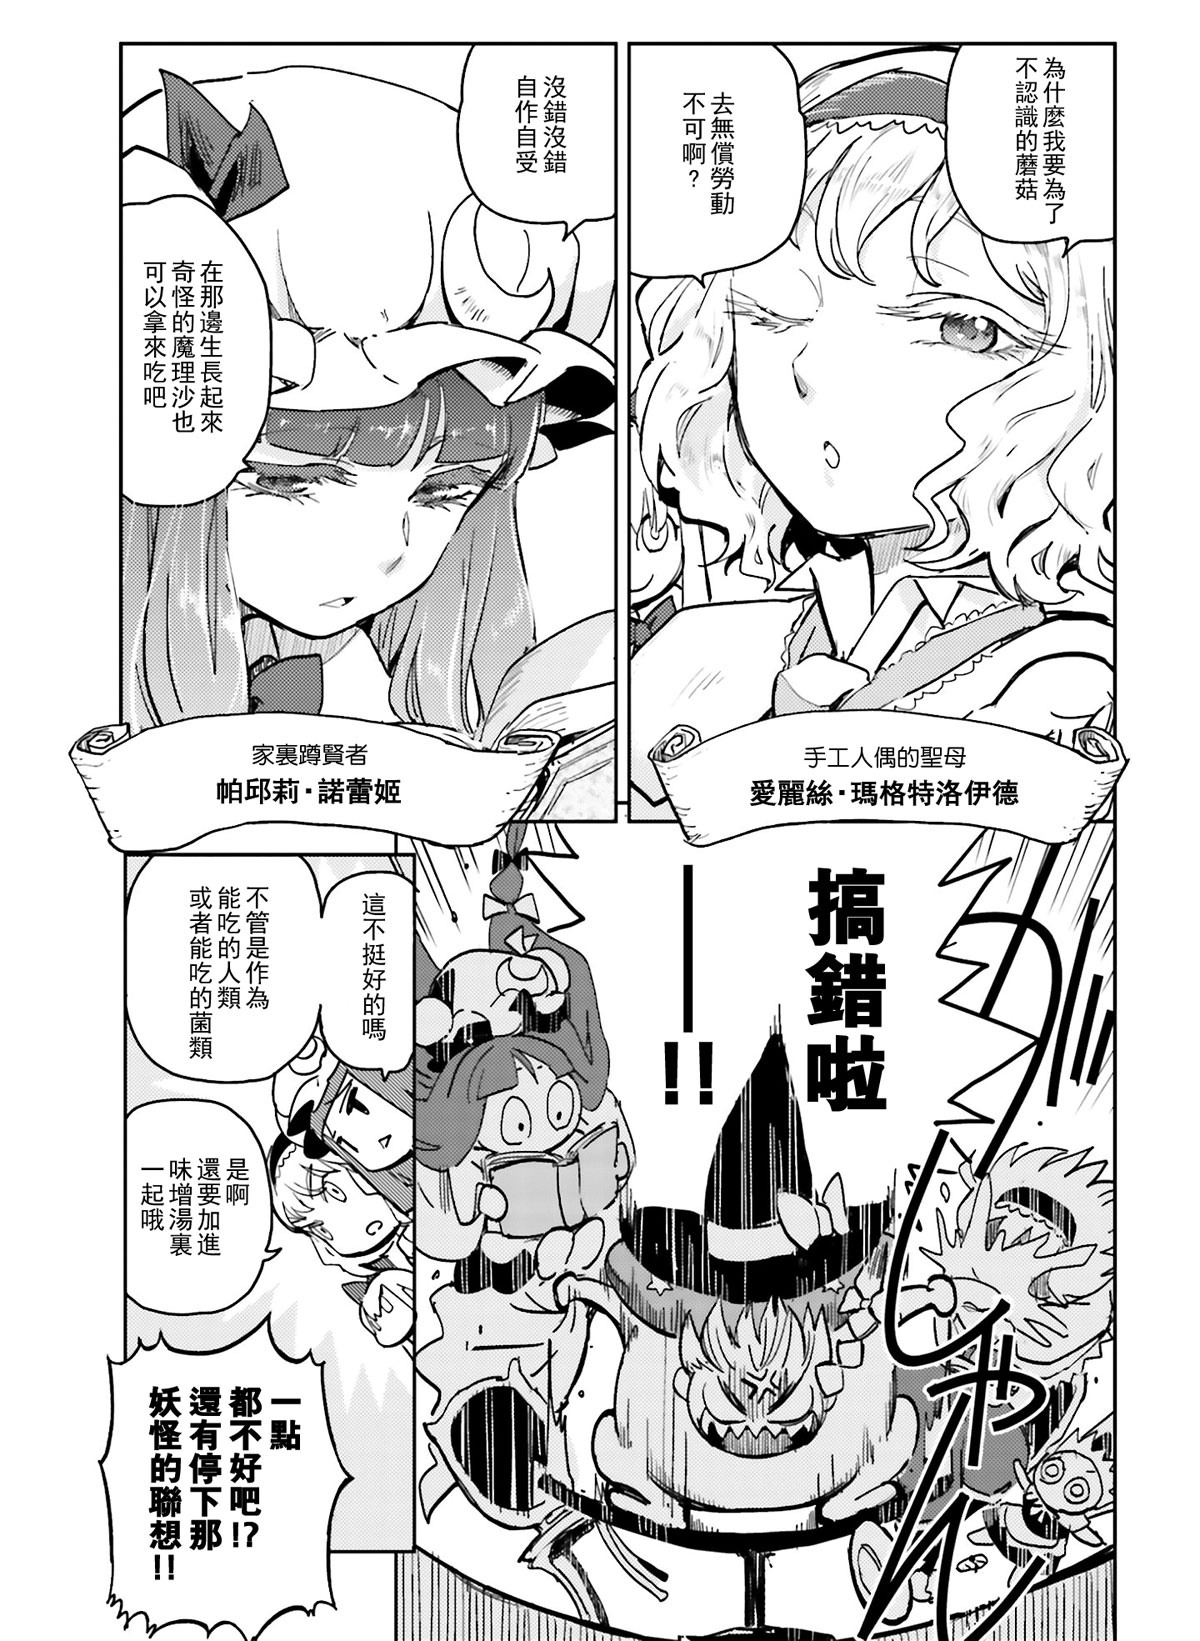 為什麼我要為了
不認識的蘑菇
去無償勞動
不可啊?
手工人偶的聖母
愛麗絲·瑪格特洛伊德
沒錯沒錯
自作自受
在那邊生長起來
奇怪的魔理沙也
可以拿來吃吧
家裏蹲賢者
帕邱莉·諾蕾姬
搞錯啦
ー!!
這不挺好的嗎
不管是作為
能吃的人類
或者能吃的菌類
是啊
還要加進
味增湯裏
一起哦
一點
都不好吧!?
還有停下那
妖怪的聯想!!